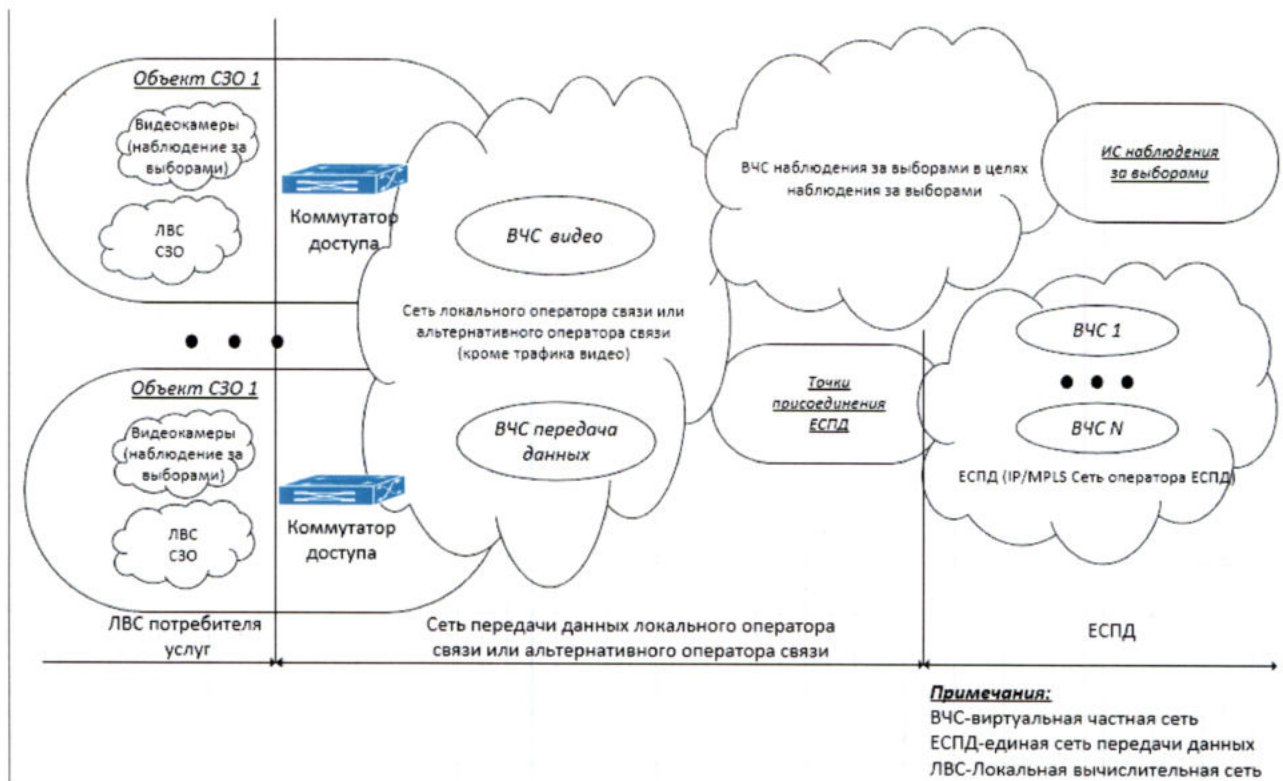 Объект СЗО 1
Видеокамеры
(наблюдение за
выборами)
ЛВС
СЗО
Коммутатор
доступа
ВЧС видео
Сеть локального оператора связи или
альтернативного оператора связи
(кроме трафика видео)
ВЧС передача
данных
ВЧС наблюдения за выборами в целях
наблюдения за выборами
ИС наблюдения
за выборами
Объект СЗО 1
Видеокамеры
(наблюдение за
выборами)
ЛВС
СЗО
Коммутатор
доступа
Точки
присоединения
ЕСПД
ВЧС 1
ВЧС N
ЕСПД (IP/MPLS Сеть оператора ЕСПД)
ЛВС потребителя
услуг
Сеть передачи данных локального оператора
связи или альтернативного оператора связи
ЕСПД
Примечания:
ВЧС-виртуальная частная сеть
ЕСПД-единая сеть передачи данных
ЛВС-Локальная вычислительная сеть